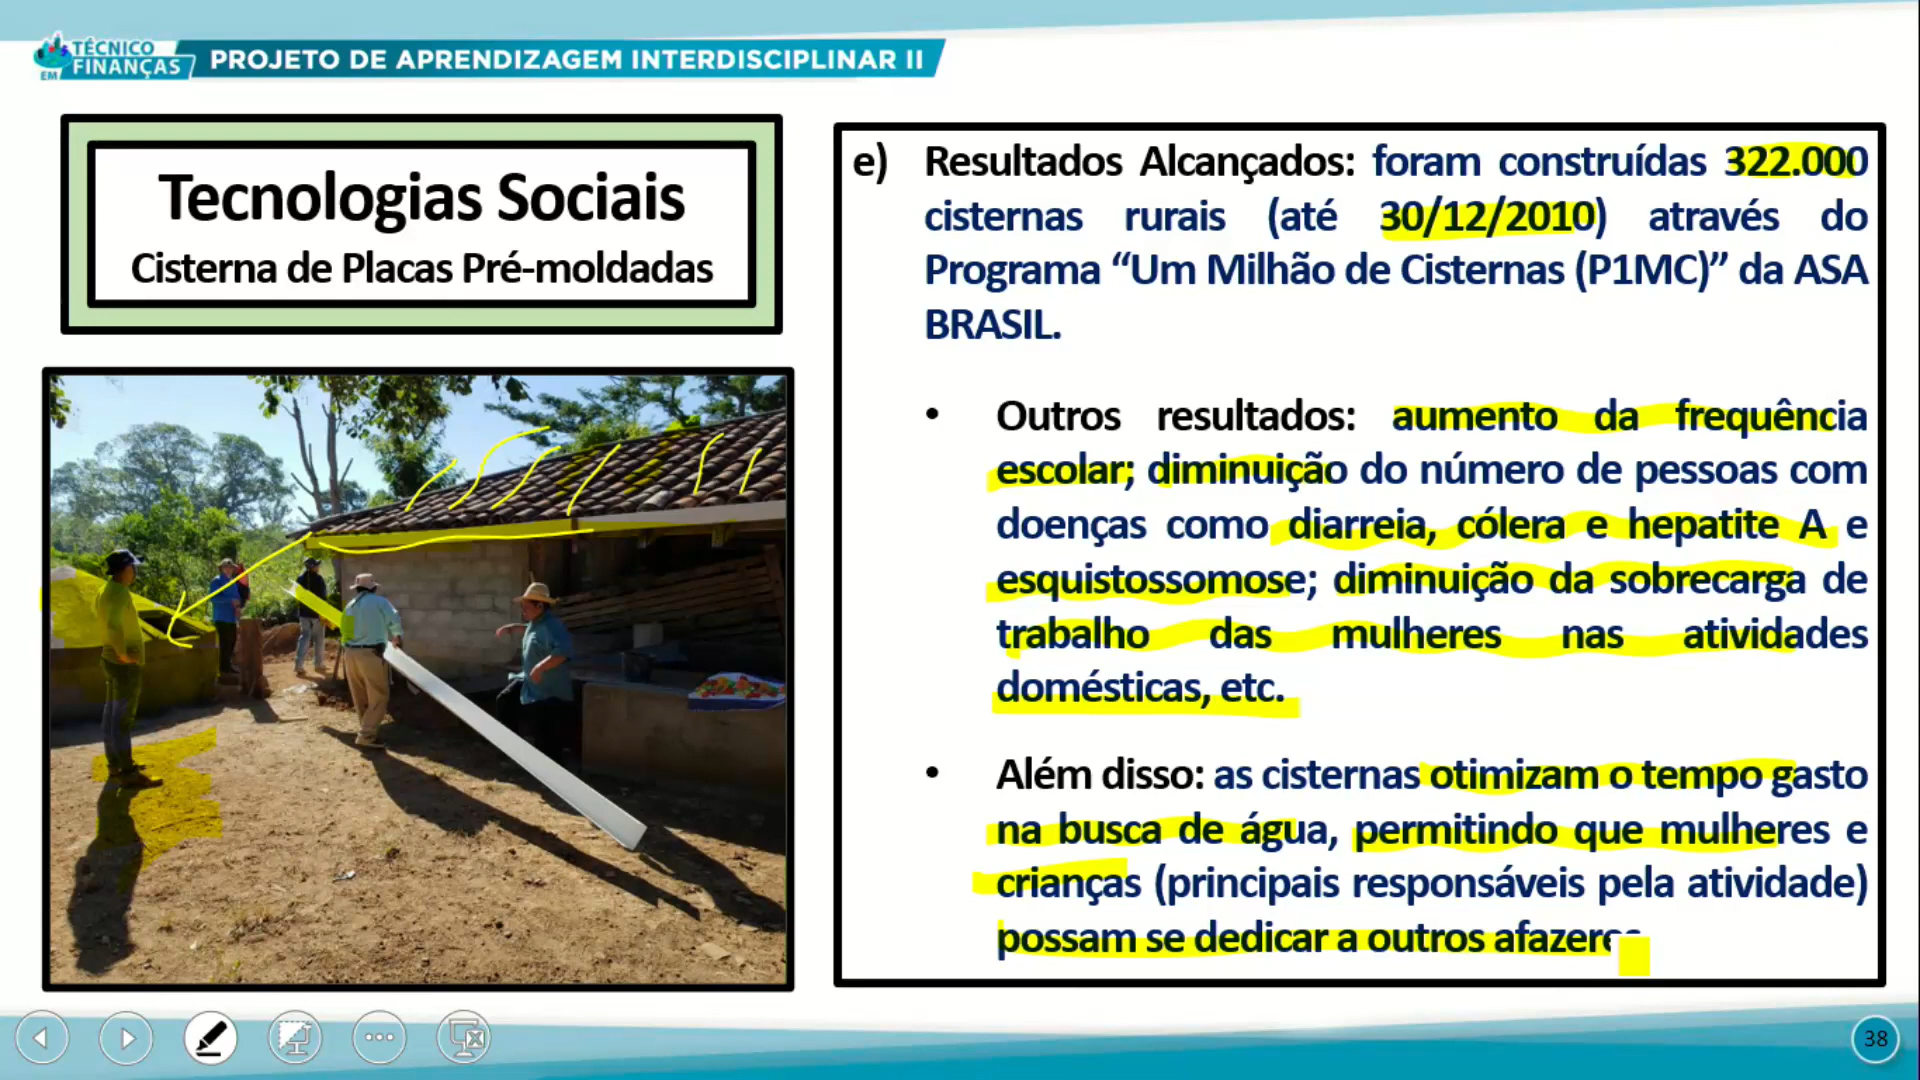 TÉCNICO
EM FINANÇAS
PROJETO DE APRENDIZAGEM INTERDISCIPLINAR II
Tecnologias Sociais
Cisterna de Placas Pré-moldadas
e) Resultados Alcançados: foram construídas 322.000
cisternas rurais (até 30/12/2010) através do
Programa “Um Milhão de Cisternas (P1MC)” da ASA
BRASIL.
• Outros resultados: aumento da frequência
escolar; diminuição do número de pessoas com
doenças como diarreia, cólera e hepatite A e
esquistossomose; diminuição da sobrecarga de
trabalho das mulheres nas atividades
domésticas, etc.
• Além disso: as cisternas otimizam o tempo gasto
na busca de água, permitindo que mulheres e
crianças (principais responsáveis pela atividade)
possam se dedicar a outros afazeres
38